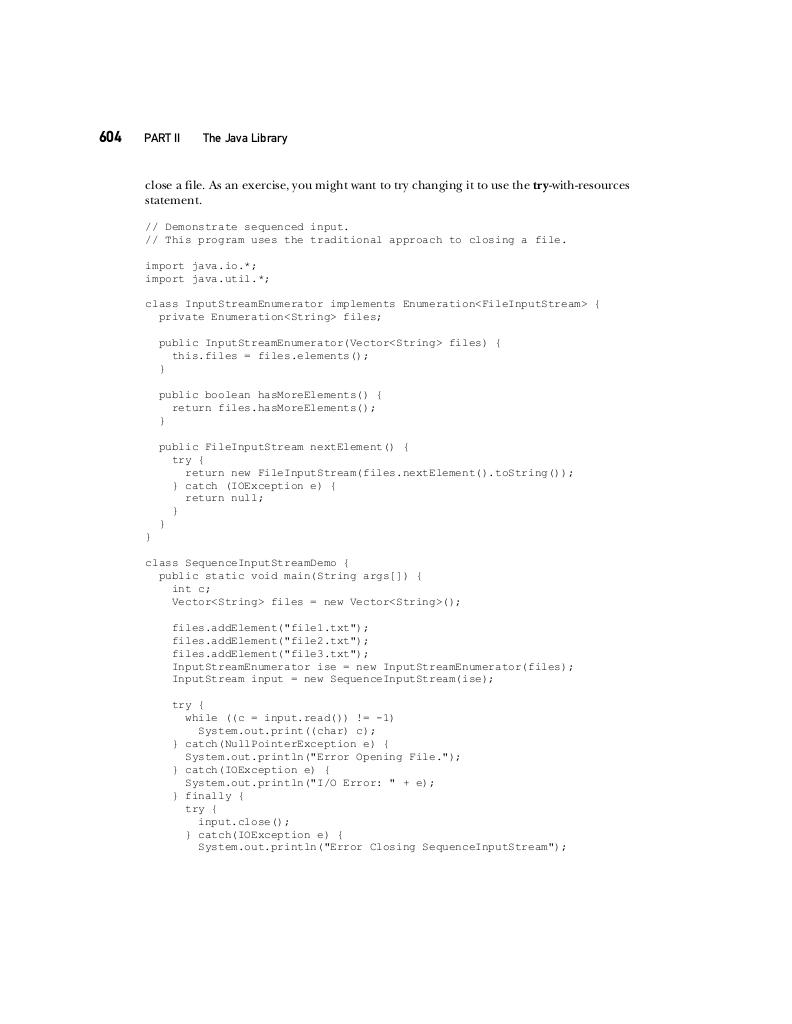 604 PART II The Java Library
close a file. As an exercise, you might want to try changing it to use the try-with-resources
statement.
// Demonstrate sequenced input.
// This program uses the traditional approach to closing a file.
import java.io.*;
import java.util.*;
class InputStreamEnumerator implements Enumeration<FileInputStream> {
  private Enumeration<String> files;
  public InputStreamEnumerator(Vector<String> files) {
    this.files = files.elements();
  }
  public boolean hasMoreElements() {
    return files.hasMoreElements();
  }
  public FileInputStream nextElement() {
    try {
      return new FileInputStream(files.nextElement().toString());
    } catch (IOException e) {
      return null;
    }
  }
}
class SequenceInputStreamDemo {
  public static void main(String args[]) {
    int c;
    Vector<String> files = new Vector<String>();
    files.addElement("file1.txt");
    files.addElement("file2.txt");
    files.addElement("file3.txt");
    InputStreamEnumerator ise = new InputStreamEnumerator(files);
    InputStream input = new SequenceInputStream(ise);
    try {
      while ((c = input.read()) != -1)
        System.out.print((char) c);
    } catch(NullPointerException e) {
      System.out.println("Error Opening File.");
    } catch(IOException e) {
      System.out.println("I/O Error: " + e);
    } finally {
      try {
        input.close();
      } catch(IOException e) {
        System.out.println("Error Closing SequenceInputStream");